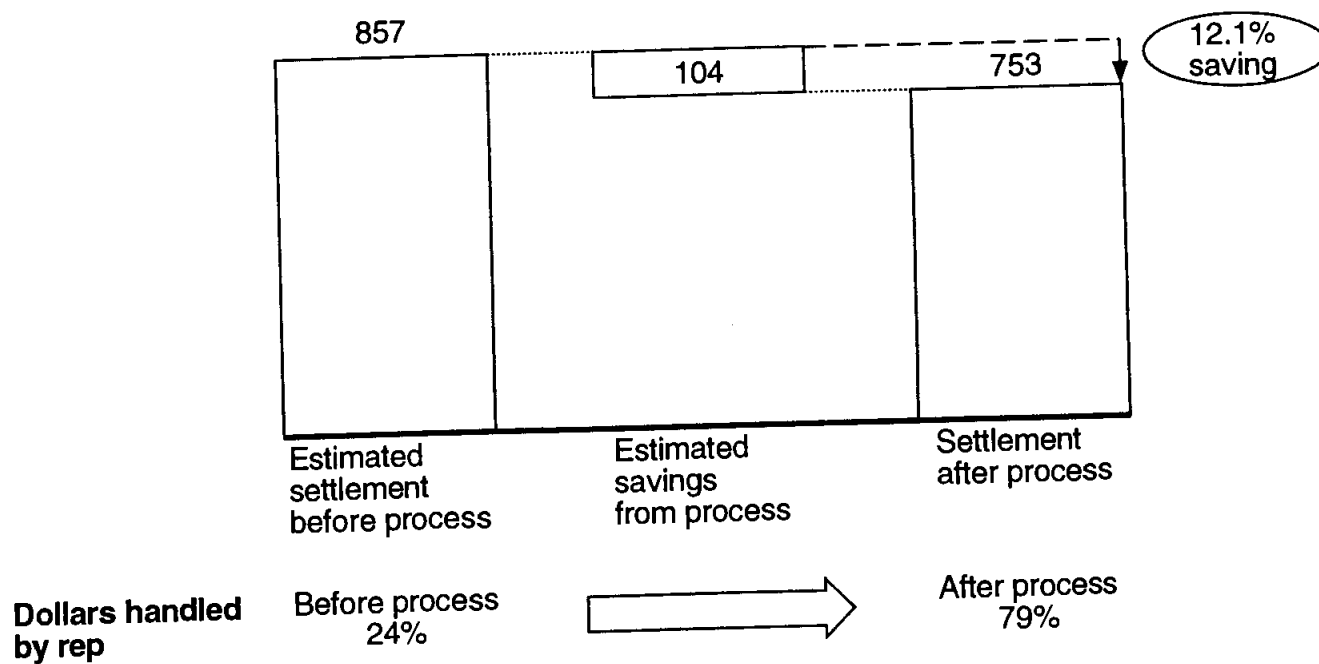 857
104
753
12.1%
saving
Estimated
settlement
before process
Estimated
savings
from process
Settlement
after process
Dollars handled
by rep
Before process
24%
After process
79%